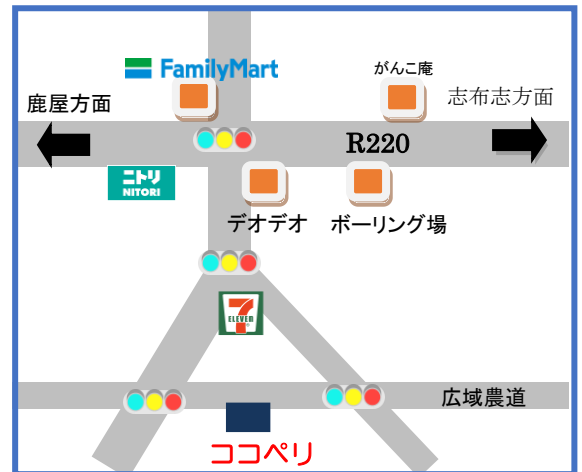 FamilyMart
がんこ庵
鹿屋方面
志布志方面
R220
ニトリ
NITORI
デオデオ
ボーリング場
7
ELEVEN
広域農道
ココペリ